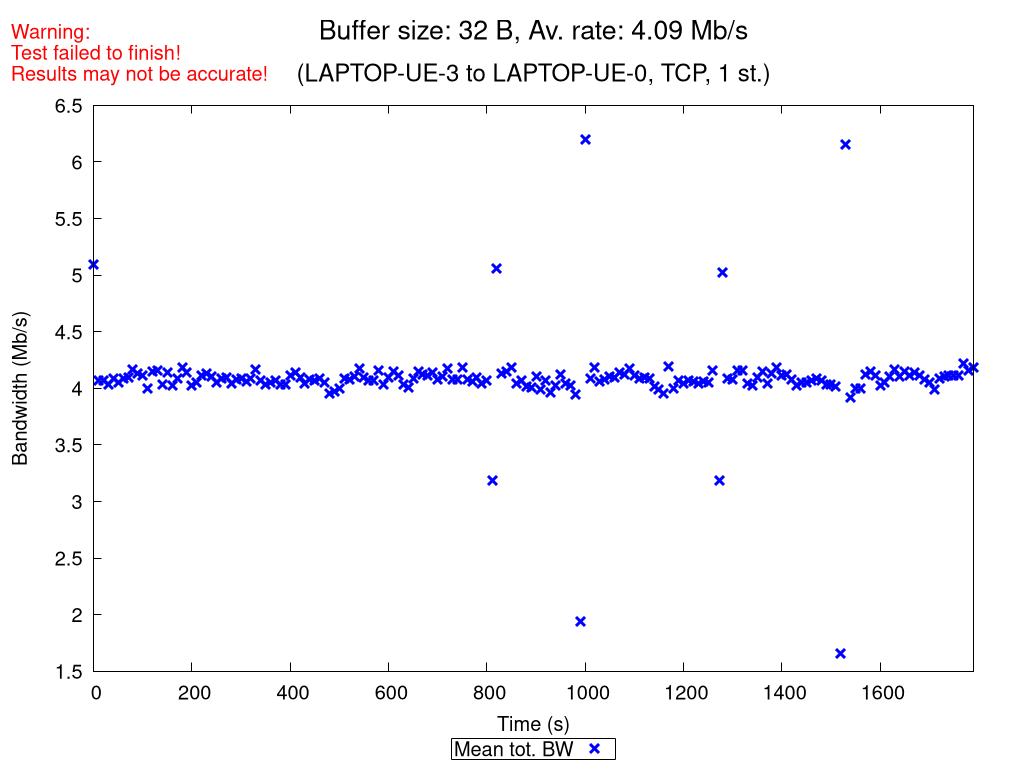 Warning:
Test failed to finish!
Results may not be accurate!
Buffer size: 32 B, Av. rate: 4.09 Mb/s
(LAPTOP-UE-3 to LAPTOP-UE-0, TCP, 1 st.)
6.5
6
5.5
5
4.5
4
3.5
3
2.5
2
1.5
Bandwidth (Mb/s)
0 200 400 600 800 1000 1200 1400 1600
Time (s)
Mean tot. BW